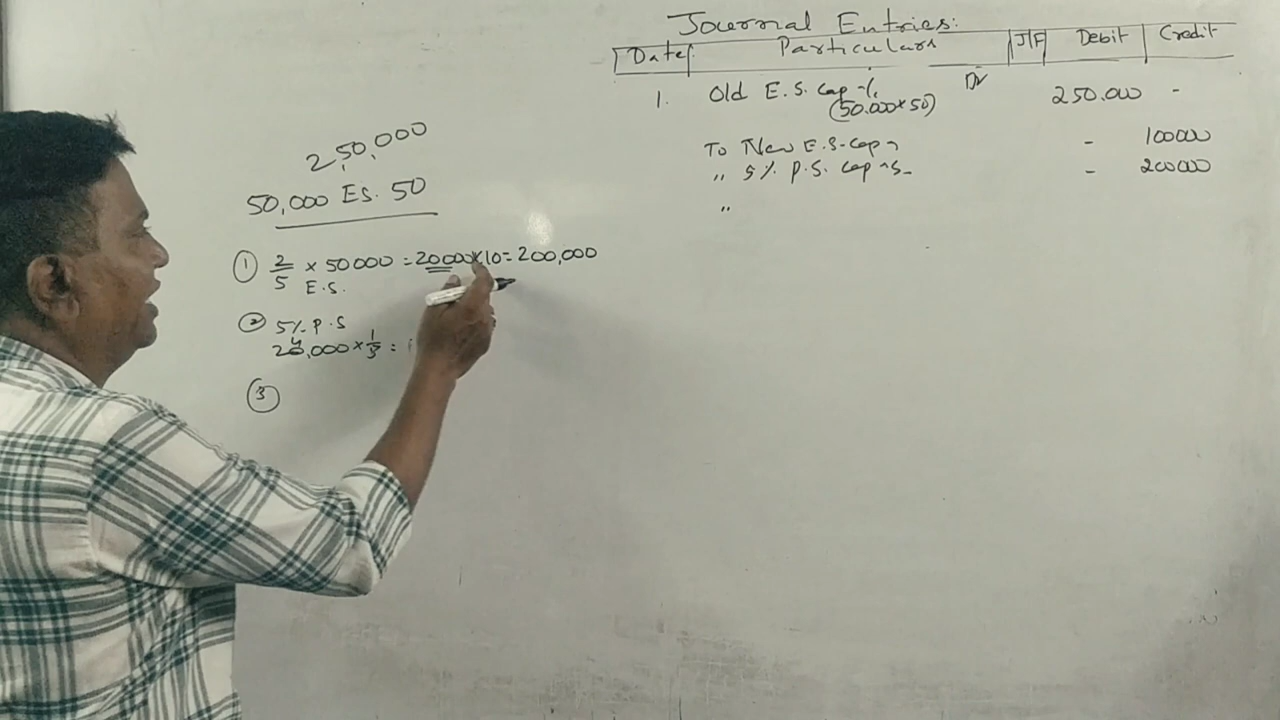 Journal Entries:
Date Particulars J/F Debit Credit
1. Old E.S. cap Dr 250.000 -
(50.000×50)
To New E.S-cap - 100000
,, 5% P.S. cap - 200000
,,
2,50,000
50,000 ES. 50
① 2/5 × 50000 = 20000×10= 200,000
E.S.
② 5% P.S
,000 × 1/5 =
③